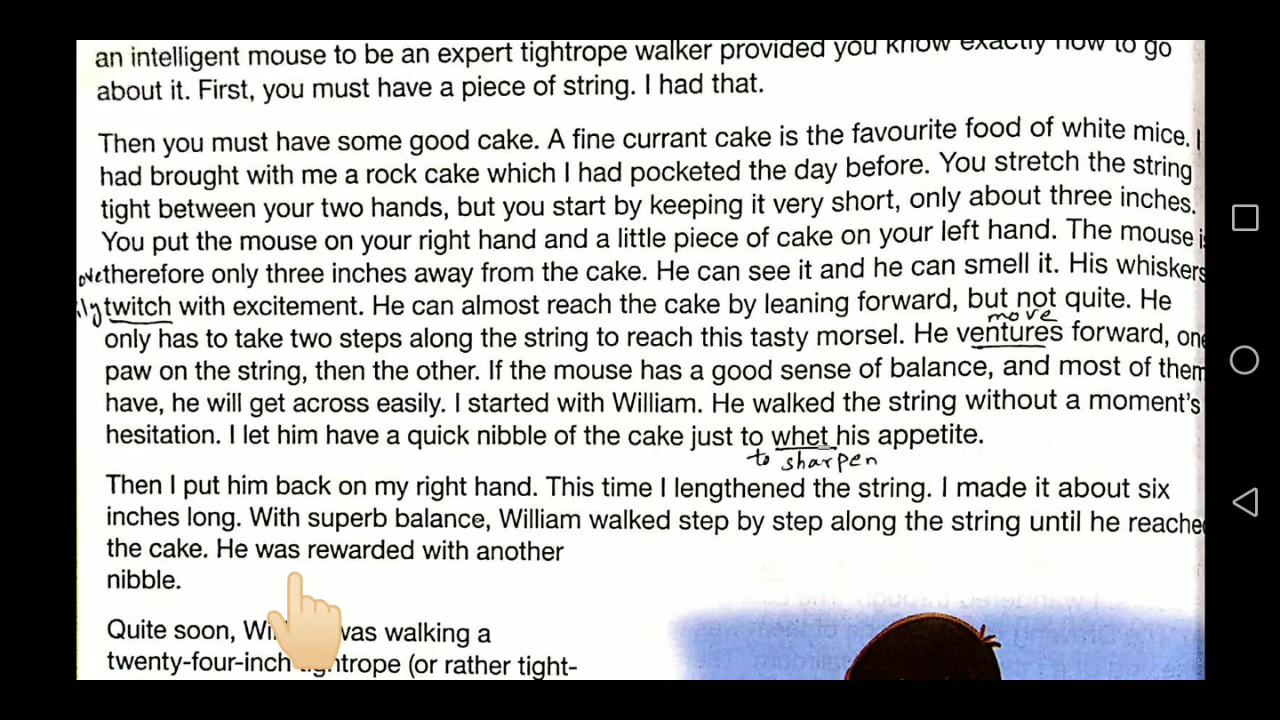 an intelligent mouse to be an expert tightrope walker provided you know exactly how to go
about it. First, you must have a piece of string. I had that.
Then you must have some good cake. A fine currant cake is the favourite food of white mice. I
had brought with me a rock cake which I had pocketed the day before. You stretch the string
tight between your two hands, but you start by keeping it very short, only about three inches.
You put the mouse on your right hand and a little piece of cake on your left hand. The mouse
therefore only three inches away from the cake. He can see it and he can smell it. His whiskers
twitch with excitement. He can almost reach the cake by leaning forward, but not quite. He
move
only has to take two steps along the string to reach this tasty morsel. He ventures forward, one
paw on the string, then the other. If the mouse has a good sense of balance, and most of them
have, he will get across easily. I started with William. He walked the string without a moment's
hesitation. I let him have a quick nibble of the cake just to whet his appetite.
to sharpen
Then I put him back on my right hand. This time I lengthened the string. I made it about six
inches long. With superb balance, William walked step by step along the string until he reached
the cake. He was rewarded with another
nibble.
Quite soon, was walking a
twenty-four-inch (or rather tight-